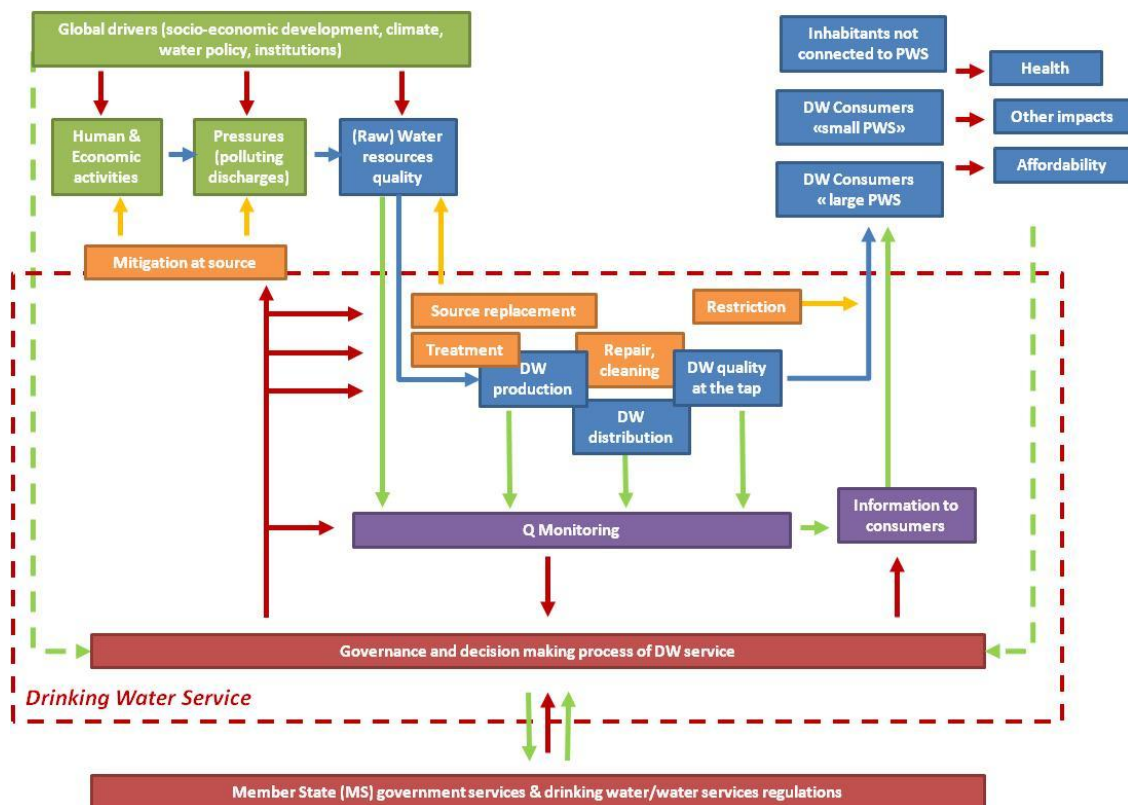 Global drivers (socio-economic development, climate,
water policy, institutions)
Inhabitants not
connected to PWS
Health
DW Consumers
«small PWS»
Other impacts
Human &
Economic
activities
Pressures
(polluting
discharges)
(Raw) Water
resources
quality
DW Consumers
« large PWS
Affordability
Mitigation at source
Source replacement
Restriction
Treatment
Repair,
cleaning
DW
production
DW quality
at the tap
DW
distribution
Information to
consumers
Q Monitoring
Governance and decision making process of DW service
Drinking Water Service
Member State (MS) government services & drinking water/water services regulations